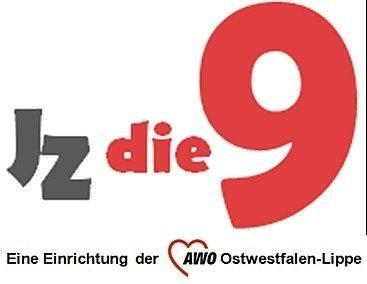 Jz die 9
Eine Einrichtung der AWO Ostwestfalen-Lippe